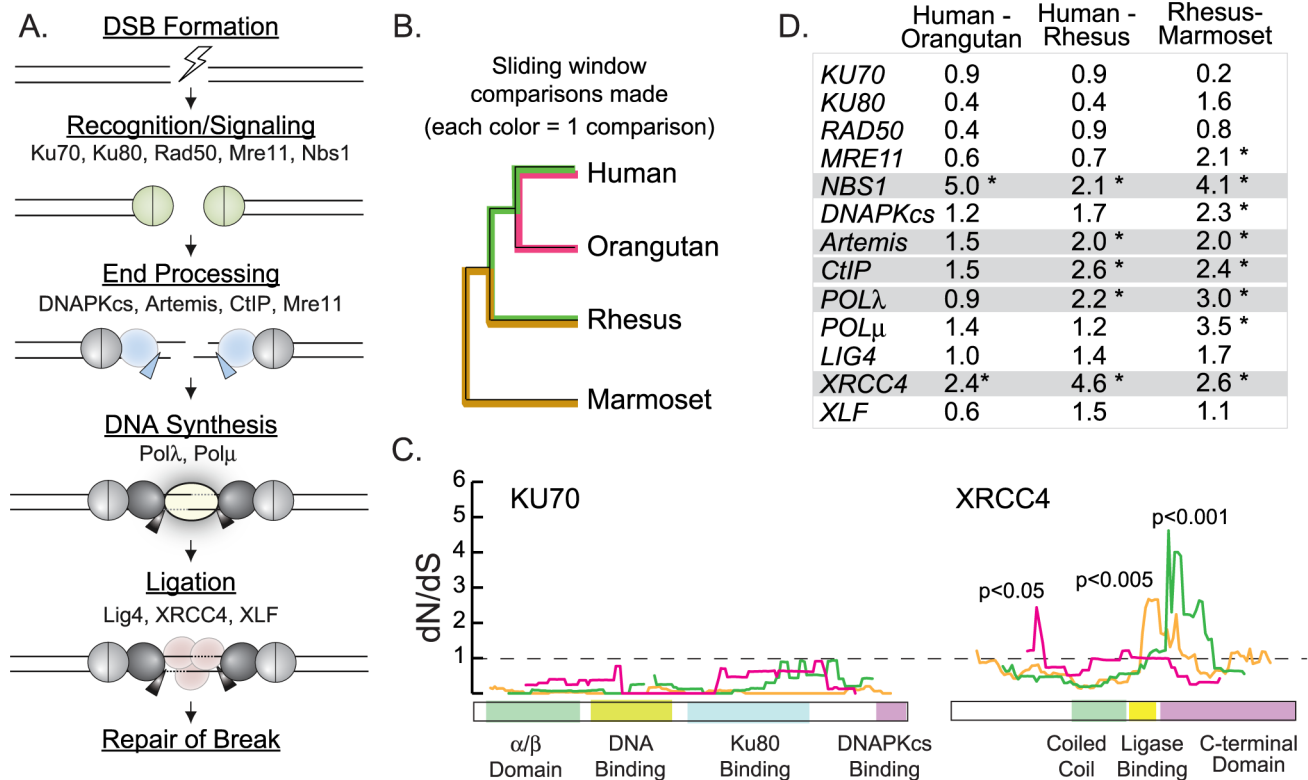 A.
DSB Formation
Recognition/Signaling
Ku70, Ku80, Rad50, Mre11, Nbs1
End Processing
DNAPKcs, Artemis, CtIP, Mre11
DNA Synthesis
Polλ, Polμ
Ligation
Lig4, XRCC4, XLF
Repair of Break
B.
Sliding window
comparisons made
(each color = 1 comparison)
Human
Orangutan
Rhesus
Marmoset
D.
Human - Human - Rhesus-
Orangutan Rhesus Marmoset
KU70 0.9 0.9 0.2
KU80 0.4 0.4 1.6
RAD50 0.4 0.9 0.8
MRE11 0.6 0.7 2.1 *
NBS1 5.0 * 2.1 * 4.1 *
DNAPKcs 1.2 1.7 2.3 *
Artemis 1.5 2.0 * 2.0 *
CtIP 1.5 2.6 * 2.4 *
POLλ 0.9 2.2 * 3.0 *
POLμ 1.4 1.2 3.5 *
LIG4 1.0 1.4 1.7
XRCC4 2.4* 4.6 * 2.6 *
XLF 0.6 1.5 1.1
C.
dN/dS
6
5
4
3
2
1
KU70
α/β
Domain
DNA
Binding
Ku80
Binding
DNAPKcs
Binding
XRCC4
p<0.05
p<0.005
p<0.001
Coiled
Coil
Ligase
Binding
C-terminal
Domain